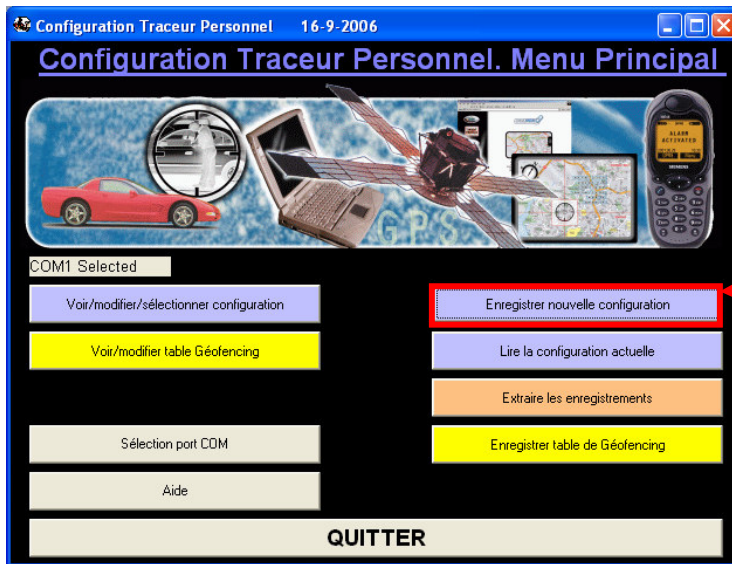 Configuration Traceur Personnel 16-9-2006
Configuration Traceur Personnel. Menu Principal
ALARM
ACTIVATED
SIEMENS
GPS
COM1 Selected
Voir/modifier/sélectionner configuration
Enregistrer nouvelle configuration
Voir/modifier table Géofencing
Lire la configuration actuelle
Extraire les enregistrements
Sélection port COM
Enregistrer table de Géofencing
Aide
QUITTER